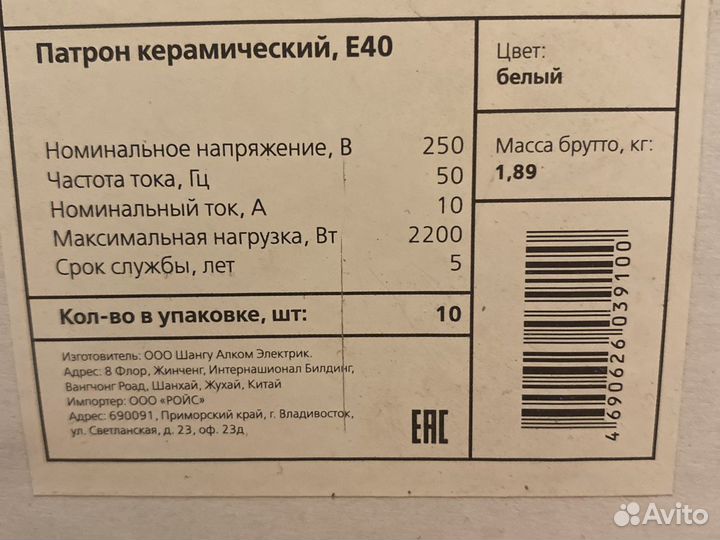 Патрон керамический, Е40
Цвет:
белый
Номинальное напряжение, В 250
Частота тока, Гц 50
Номинальный ток, А 10
Максимальная нагрузка, Вт 2200
Срок службы, лет 5
Масса брутто, кг:
1,89
Кол-во в упаковке, шт: 10
Изготовитель: ООО Шангу Алком Электрик.
Адрес: 8 Флор, Жинченг, Интернашионал Билдинг,
Вангчонг Роад, Шанхай, Жухай, Китай
Импортер: ООО «РОЙС»
Адрес: 690091, Приморский край, г. Владивосток,
ул. Светланская, д. 23, оф. 23д
ЕАС
4 690626 039100
Avito